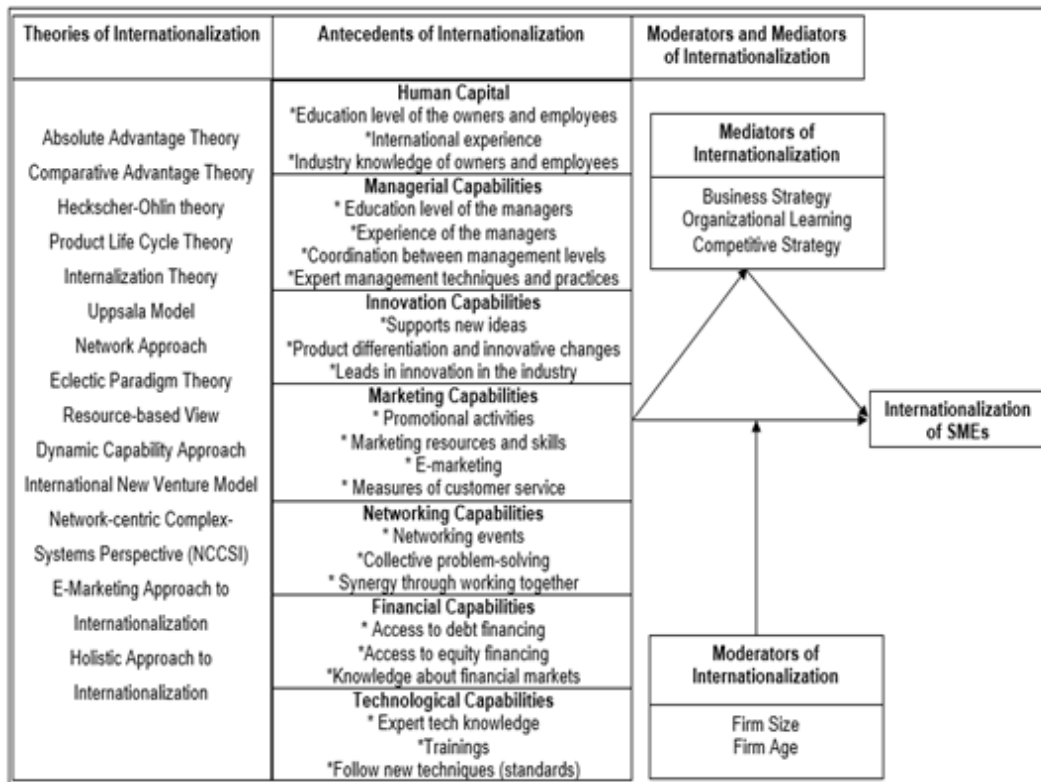 Theories of Internationalization
Antecedents of Internationalization
Moderators and Mediators
of Internationalization
Absolute Advantage Theory
Comparative Advantage Theory
Heckscher-Ohlin theory
Product Life Cycle Theory
Internalization Theory
Uppsala Model
Network Approach
Eclectic Paradigm Theory
Resource-based View
Dynamic Capability Approach
International New Venture Model
Network-centric Complex-
Systems Perspective (NCCSI)
E-Marketing Approach to
Internationalization
Holistic Approach to
Internationalization
Human Capital
*Education level of the owners and employees
*International experience
*Industry knowledge of owners and employees
Managerial Capabilities
* Education level of the managers
*Experience of the managers
*Coordination between management levels
*Expert management techniques and practices
Innovation Capabilities
*Supports new ideas
*Product differentiation and innovative changes
*Leads in innovation in the industry
Marketing Capabilities
* Promotional activities
* Marketing resources and skills
* E-marketing
* Measures of customer service
Networking Capabilities
* Networking events
*Collective problem-solving
* Synergy through working together
Financial Capabilities
* Access to debt financing
*Access to equity financing
*Knowledge about financial markets
Technological Capabilities
* Expert tech knowledge
*Trainings
*Follow new techniques (standards)
Mediators of
Internationalization
Business Strategy
Organizational Learning
Competitive Strategy
Internationalization
of SMEs
Moderators of
Internationalization
Firm Size
Firm Age